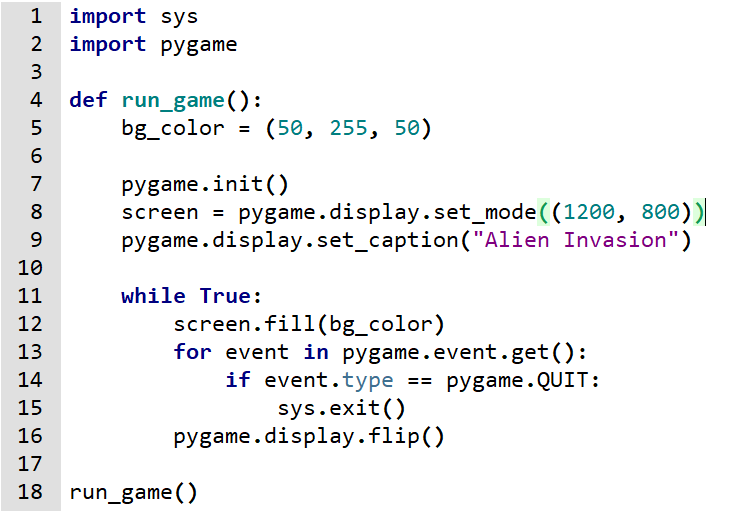 1 import sys
2 import pygame
3
4 def run_game():
5     bg_color = (50, 255, 50)
6
7     pygame.init()
8     screen = pygame.display.set_mode((1200, 800))
9     pygame.display.set_caption("Alien Invasion")
10
11     while True:
12         screen.fill(bg_color)
13         for event in pygame.event.get():
14             if event.type == pygame.QUIT:
15                 sys.exit()
16         pygame.display.flip()
17
18 run_game()